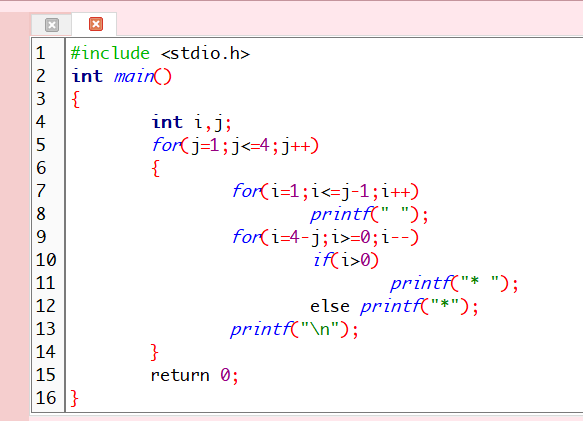 1 #include <stdio.h>
2 int main()
3 {
4 int i,j;
5 for(j=1;j<=4;j++)
6 {
7 for(i=1;i<=j-1;i++)
8 printf(" ");
9 for(i=4-j;i>=0;i--)
10 if(i>0)
11 printf("* ");
12 else printf("*");
13 printf("\n");
14 }
15 return 0;
16 }